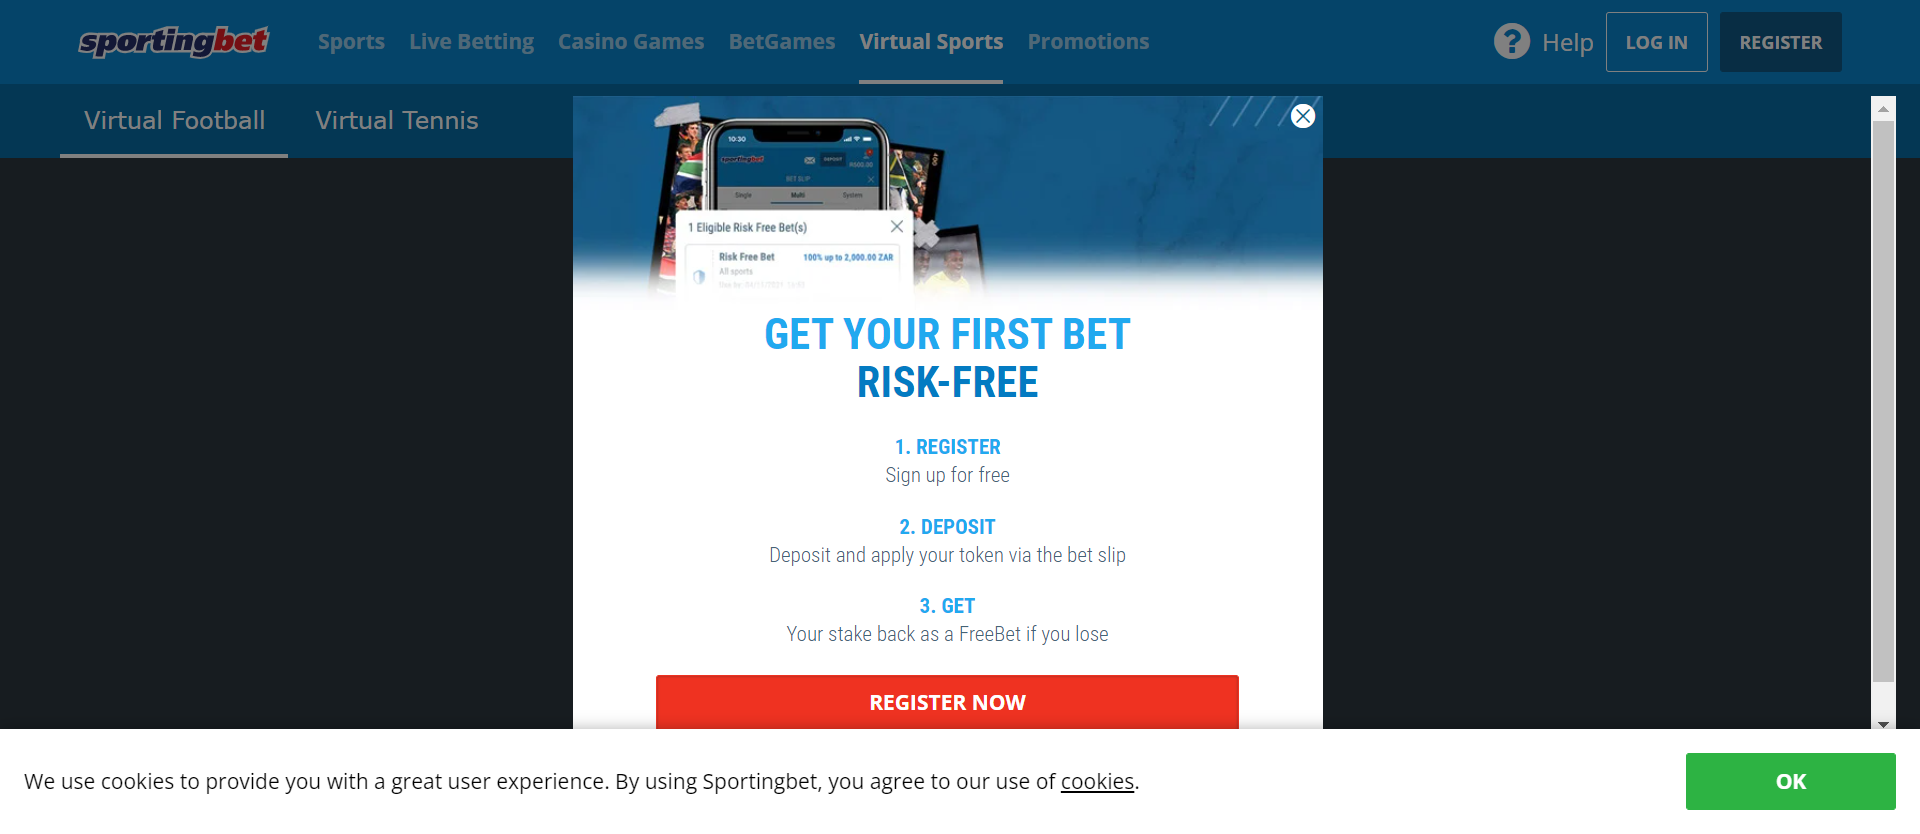 sportingbet
Sports Live Betting Casino Games BetGames Virtual Sports Promotions
Help LOG IN REGISTER
Virtual Football Virtual Tennis
10:30
sportingbet
DEPOSIT
BET SLIP
Single Multi System
400
1 Eligible Risk Free Bet(s)
Risk Free Bet 100% up to 2,000.00 ZAR
All sports
GET YOUR FIRST BET
RISK-FREE
1. REGISTER
Sign up for free
2. DEPOSIT
Deposit and apply your token via the bet slip
3. GET
Your stake back as a FreeBet if you lose
REGISTER NOW
We use cookies to provide you with a great user experience. By using Sportingbet, you agree to our use of cookies.
OK